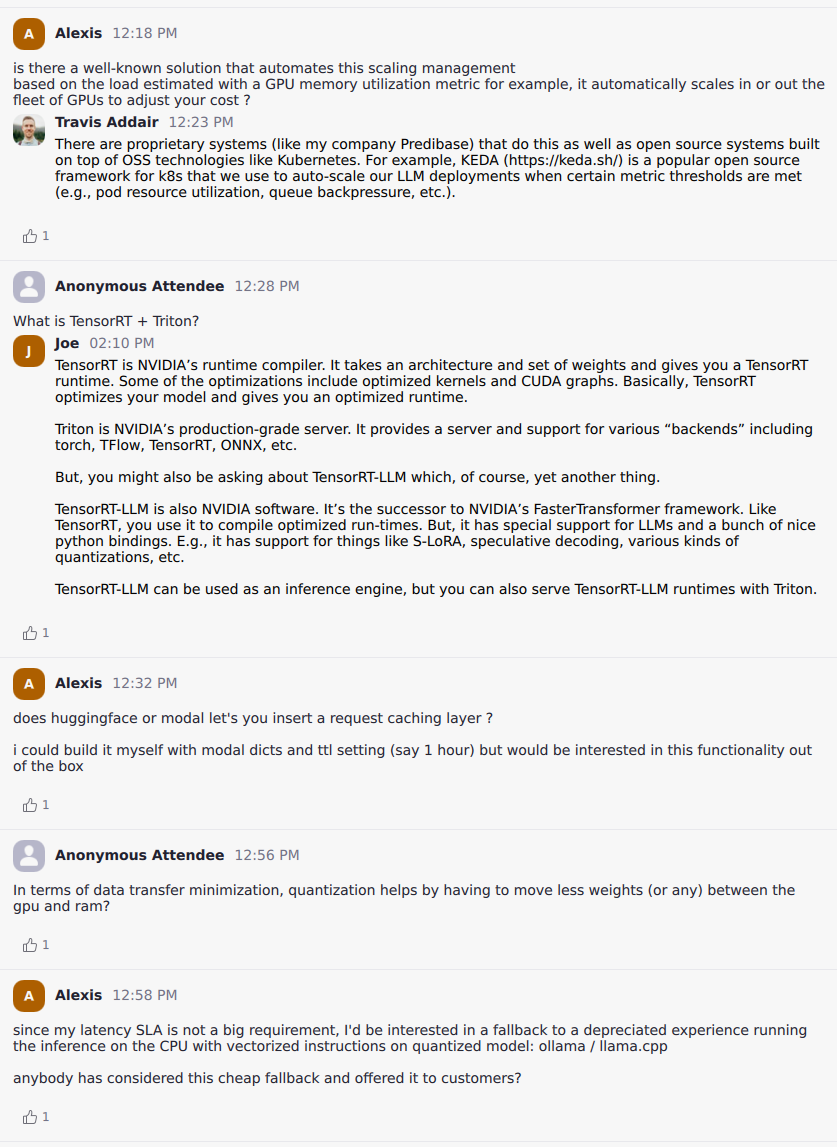 A
Alexis 12:18 PM
is there a well-known solution that automates this scaling management
based on the load estimated with a GPU memory utilization metric for example, it automatically scales in or out the
fleet of GPUs to adjust your cost ?
Travis Addair 12:23 PM
There are proprietary systems (like my company Predibase) that do this as well as open source systems built
on top of OSS technologies like Kubernetes. For example, KEDA (https://keda.sh/) is a popular open source
framework for k8s that we use to auto-scale our LLM deployments when certain metric thresholds are met
(e.g., pod resource utilization, queue backpressure, etc.).
1
Anonymous Attendee 12:28 PM
What is TensorRT + Triton?
J
Joe 02:10 PM
TensorRT is NVIDIA’s runtime compiler. It takes an architecture and set of weights and gives you a TensorRT
runtime. Some of the optimizations include optimized kernels and CUDA graphs. Basically, TensorRT
optimizes your model and gives you an optimized runtime.
Triton is NVIDIA’s production-grade server. It provides a server and support for various “backends” including
torch, TFlow, TensorRT, ONNX, etc.
But, you might also be asking about TensorRT-LLM which, of course, yet another thing.
TensorRT-LLM is also NVIDIA software. It’s the successor to NVIDIA’s FasterTransformer framework. Like
TensorRT, you use it to compile optimized run-times. But, it has special support for LLMs and a bunch of nice
python bindings. E.g., it has support for things like S-LoRA, speculative decoding, various kinds of
quantizations, etc.
TensorRT-LLM can be used as an inference engine, but you can also serve TensorRT-LLM runtimes with Triton.
1
A
Alexis 12:32 PM
does huggingface or modal let's you insert a request caching layer ?
i could build it myself with modal dicts and ttl setting (say 1 hour) but would be interested in this functionality out
of the box
1
Anonymous Attendee 12:56 PM
In terms of data transfer minimization, quantization helps by having to move less weights (or any) between the
gpu and ram?
1
A
Alexis 12:58 PM
since my latency SLA is not a big requirement, I'd be interested in a fallback to a depreciated experience running
the inference on the CPU with vectorized instructions on quantized model: ollama / llama.cpp
anybody has considered this cheap fallback and offered it to customers?
1